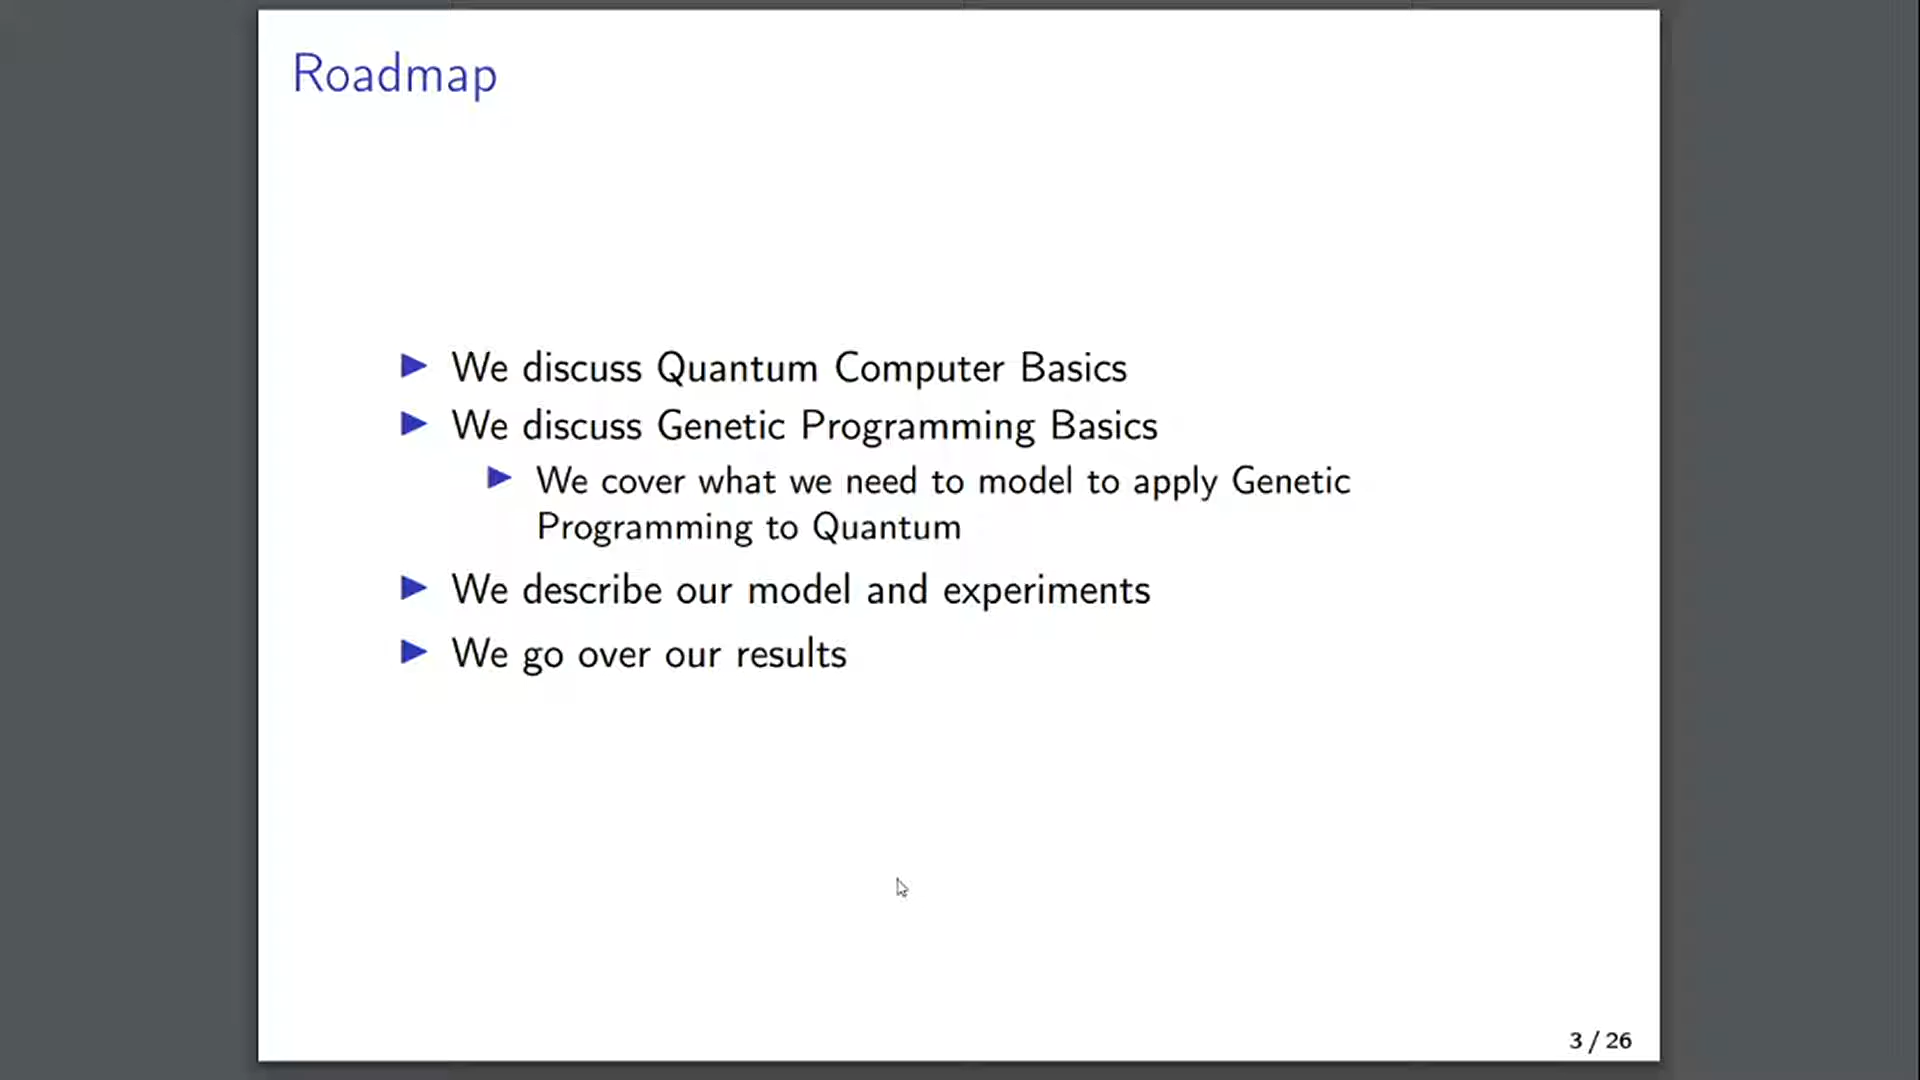 Roadmap
We discuss Quantum Computer Basics
We discuss Genetic Programming Basics
We cover what we need to model to apply Genetic
Programming to Quantum
We describe our model and experiments
We go over our results
3 / 26